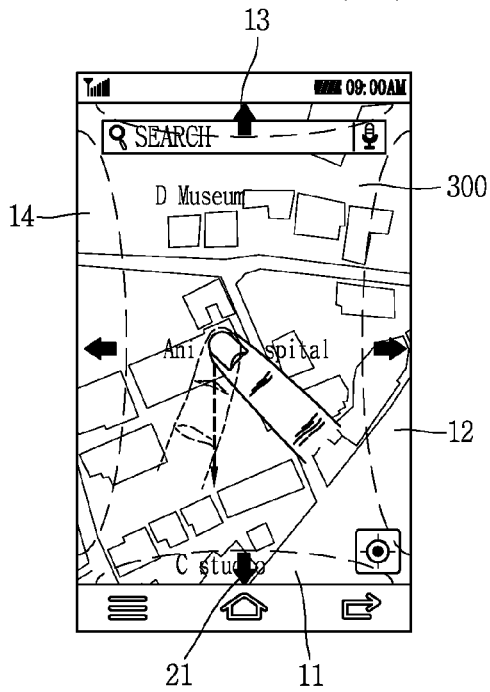 13
09:00AM
SEARCH
D Museum
300
14
Ani spital
12
C studio
21
11